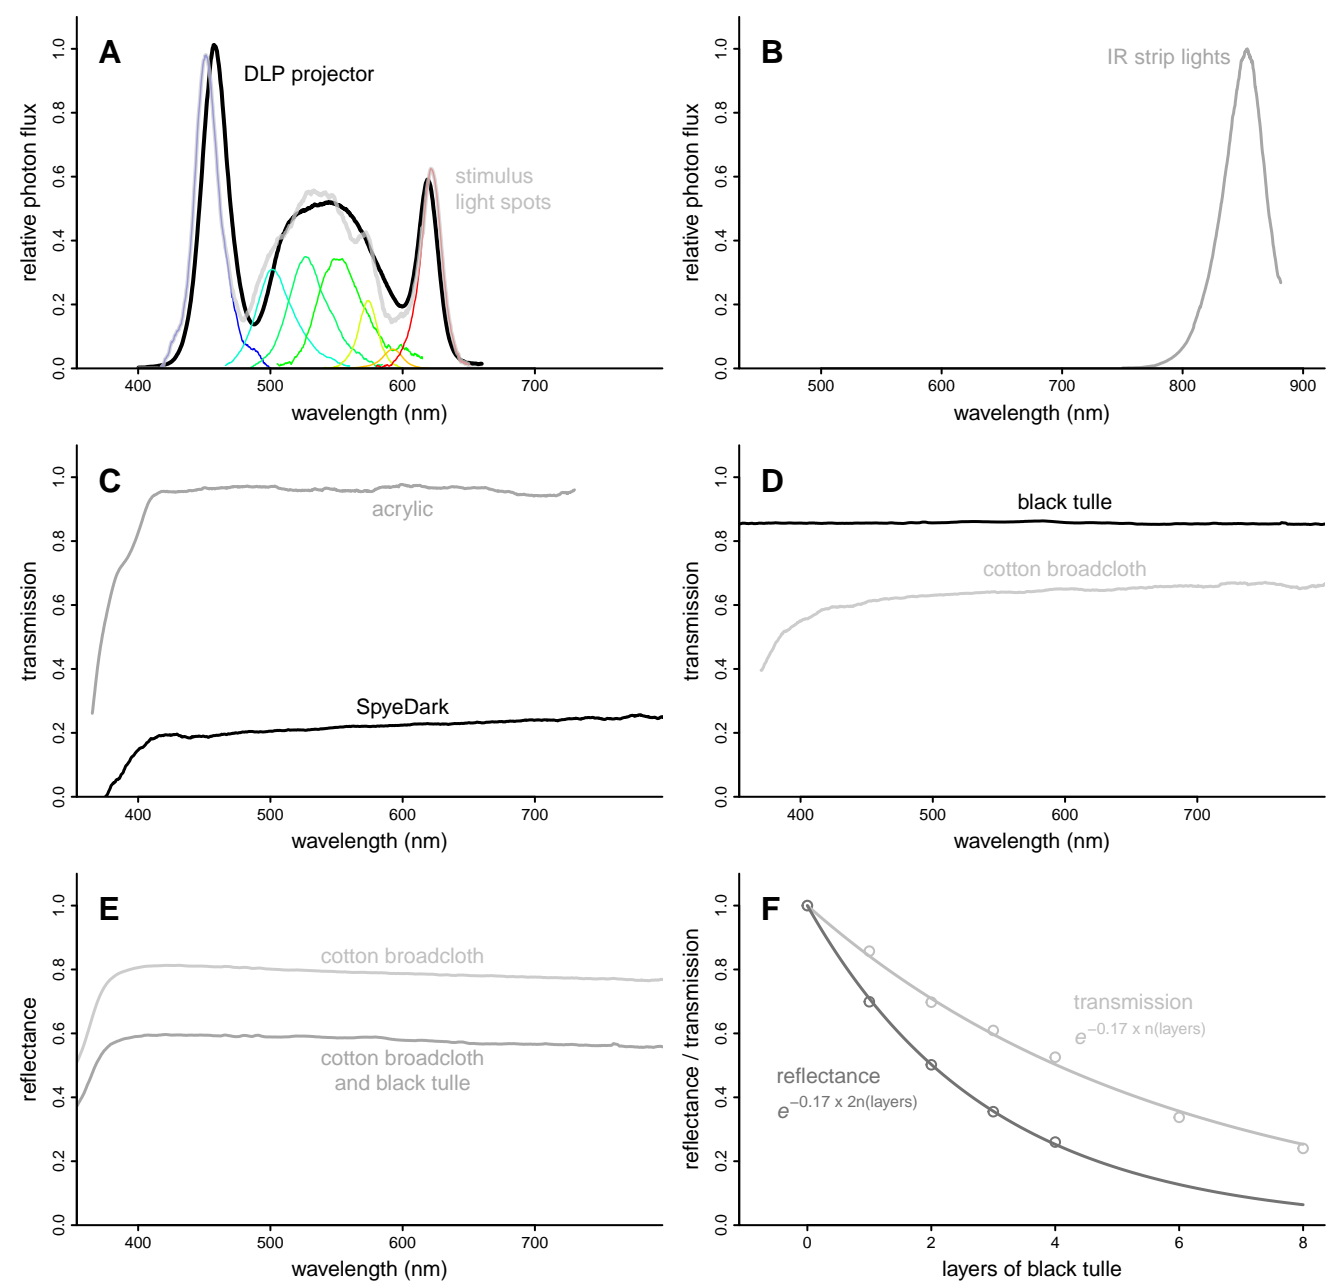 A
DLP projector
stimulus
light spots
relative photon flux
0.0 0.2 0.4 0.6 0.8 1.0
400 500 600 700
wavelength (nm)
B
IR strip lights
relative photon flux
0.0 0.2 0.4 0.6 0.8 1.0
500 600 700 800 900
wavelength (nm)
C
acrylic
SpyeDark
transmission
0.0 0.2 0.4 0.6 0.8 1.0
400 500 600 700
wavelength (nm)
D
black tulle
cotton broadcloth
transmission
0.0 0.2 0.4 0.6 0.8 1.0
400 500 600 700
wavelength (nm)
E
cotton broadcloth
cotton broadcloth
and black tulle
reflectance
0.0 0.2 0.4 0.6 0.8 1.0
400 500 600 700
wavelength (nm)
F
transmission
e−0.17 x n(layers)
reflectance
e−0.17 x 2n(layers)
reflectance / transmission
0.0 0.2 0.4 0.6 0.8 1.0
0 2 4 6 8
layers of black tulle